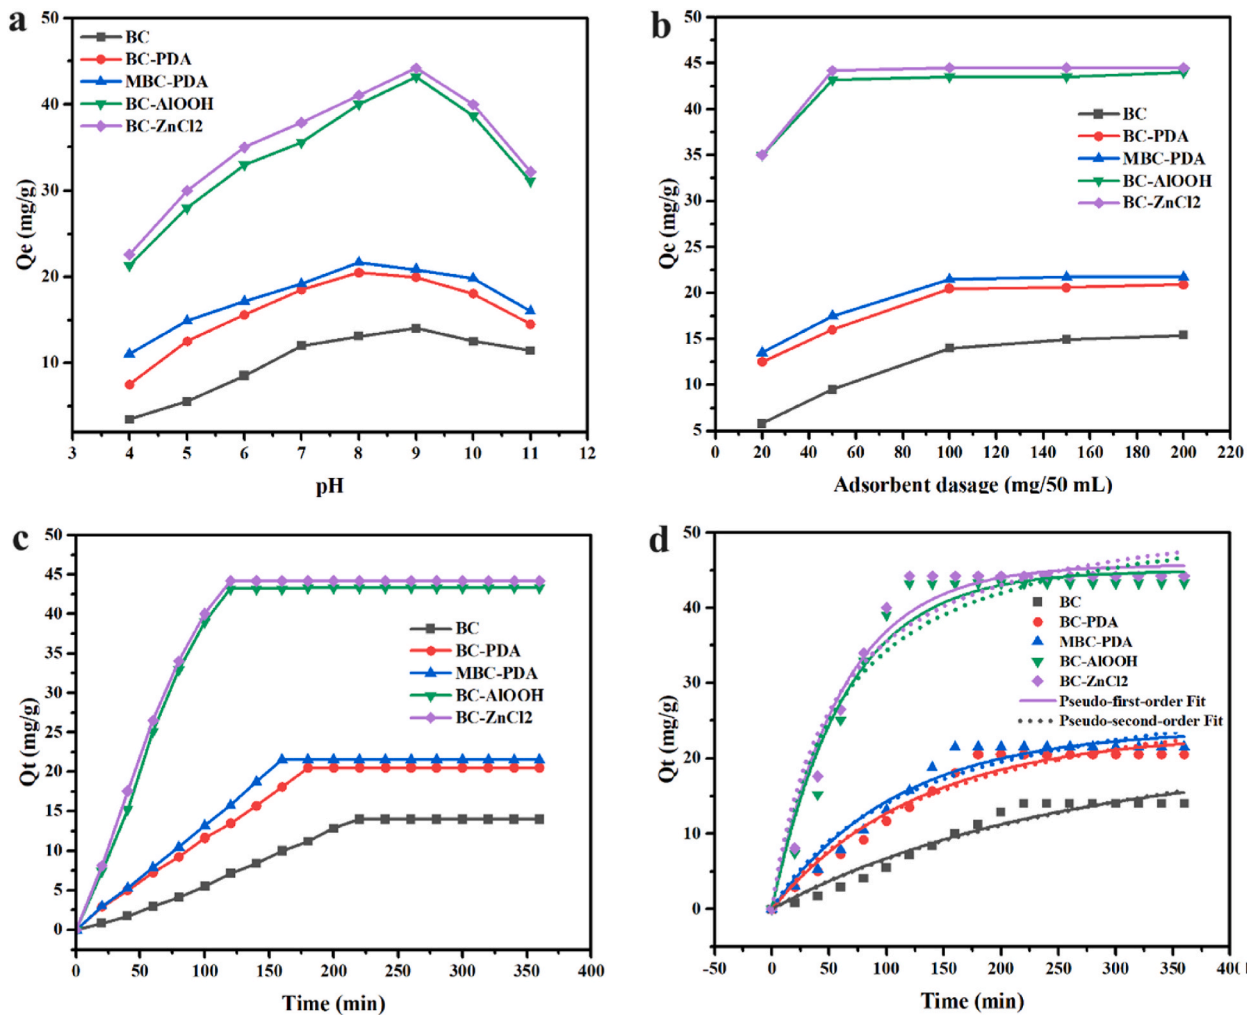 a
50
40
30
20
10
Qe (mg/g)
BC
BC-PDA
MBC-PDA
BC-AlOOH
BC-ZnCl2
3 4 5 6 7 8 9 10 11 12
pH
b
50
45
40
35
30
25
20
15
10
5
Qc (mg/g)
BC
BC-PDA
MBC-PDA
BC-AlOOH
BC-ZnCl2
20 40 60 80 100 120 140 160 180 200 220
Adsorbent dasage (mg/50 mL)
c
50
45
40
35
30
25
20
15
10
5
0
Qt (mg/g)
BC
BC-PDA
MBC-PDA
BC-AlOOH
BC-ZnCl2
0 50 100 150 200 250 300 350 400
Time (min)
d
50
40
30
20
10
0
Qt (mg/g)
BC
BC-PDA
MBC-PDA
BC-AlOOH
BC-ZnCl2
Pseudo-first-order Fit
Pseudo-second-order Fit
-50 0 50 100 150 200 250 300 350 400
Time (min)